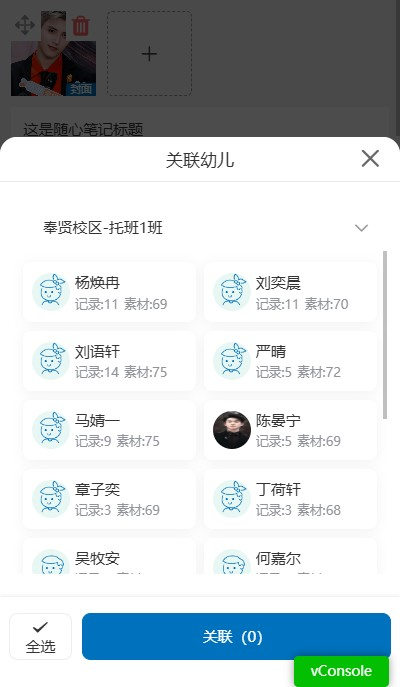 封面
这是随心笔记标题
关联幼儿
奉贤校区-托班1班
杨焕冉
记录:11 素材:69
刘奕晨
记录:11 素材:70
刘语轩
记录:14 素材:75
严晴
记录:5 素材:72
马婧一
记录:9 素材:75
陈晏宁
记录:5 素材:69
章子奕
记录:3 素材:69
丁荷轩
记录:3 素材:68
吴牧安
何嘉尔
全选
关联（0）
vConsole